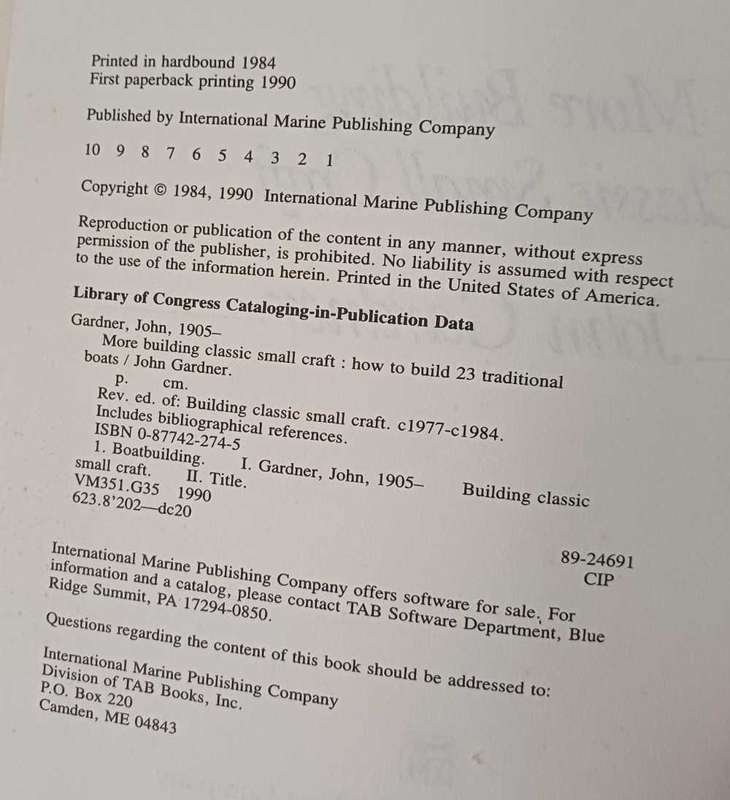 Printed in hardbound 1984
First paperback printing 1990
Published by International Marine Publishing Company
10 9 8 7 6 5 4 3 2 1
Copyright © 1984, 1990 International Marine Publishing Company
Reproduction or publication of the content in any manner, without express
permission of the publisher, is prohibited. No liability is assumed with respect
to the use of the information herein. Printed in the United States of America.
Library of Congress Cataloging-in-Publication Data
Gardner, John, 1905–
More building classic small craft : how to build 23 traditional
boats / John Gardner.
p. cm.
Rev. ed. of: Building classic small craft. c1977-c1984.
Includes bibliographical references.
ISBN 0-87742-274-5
1. Boatbuilding. I. Gardner, John, 1905– Building classic
small craft. II. Title.
VM351.G35 1990
623.8'202—dc20
89-24691
CIP
International Marine Publishing Company offers software for sale. For
information and a catalog, please contact TAB Software Department, Blue
Ridge Summit, PA 17294-0850.
Questions regarding the content of this book should be addressed to:
International Marine Publishing Company
Division of TAB Books, Inc.
P.O. Box 220
Camden, ME 04843